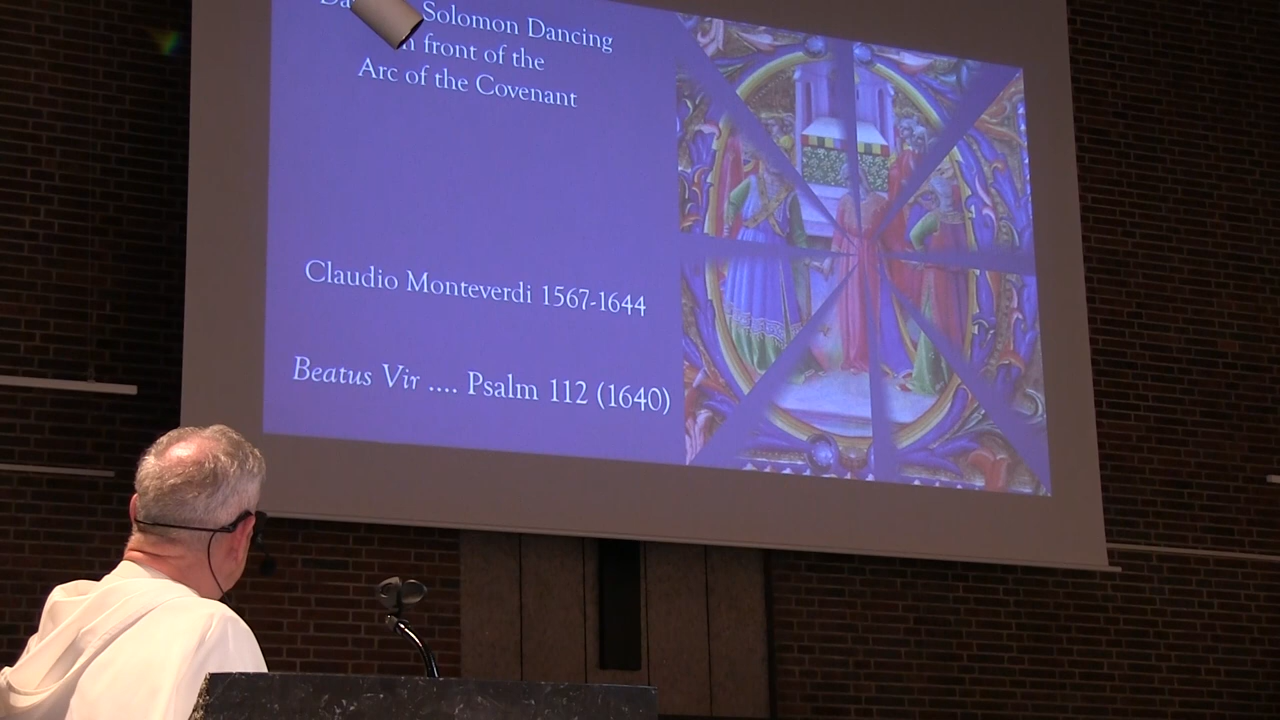 Solomon Dancing
front of the
Arc of the Covenant
Claudio Monteverdi 1567-1644
Beatus Vir .... Psalm 112 (1640)